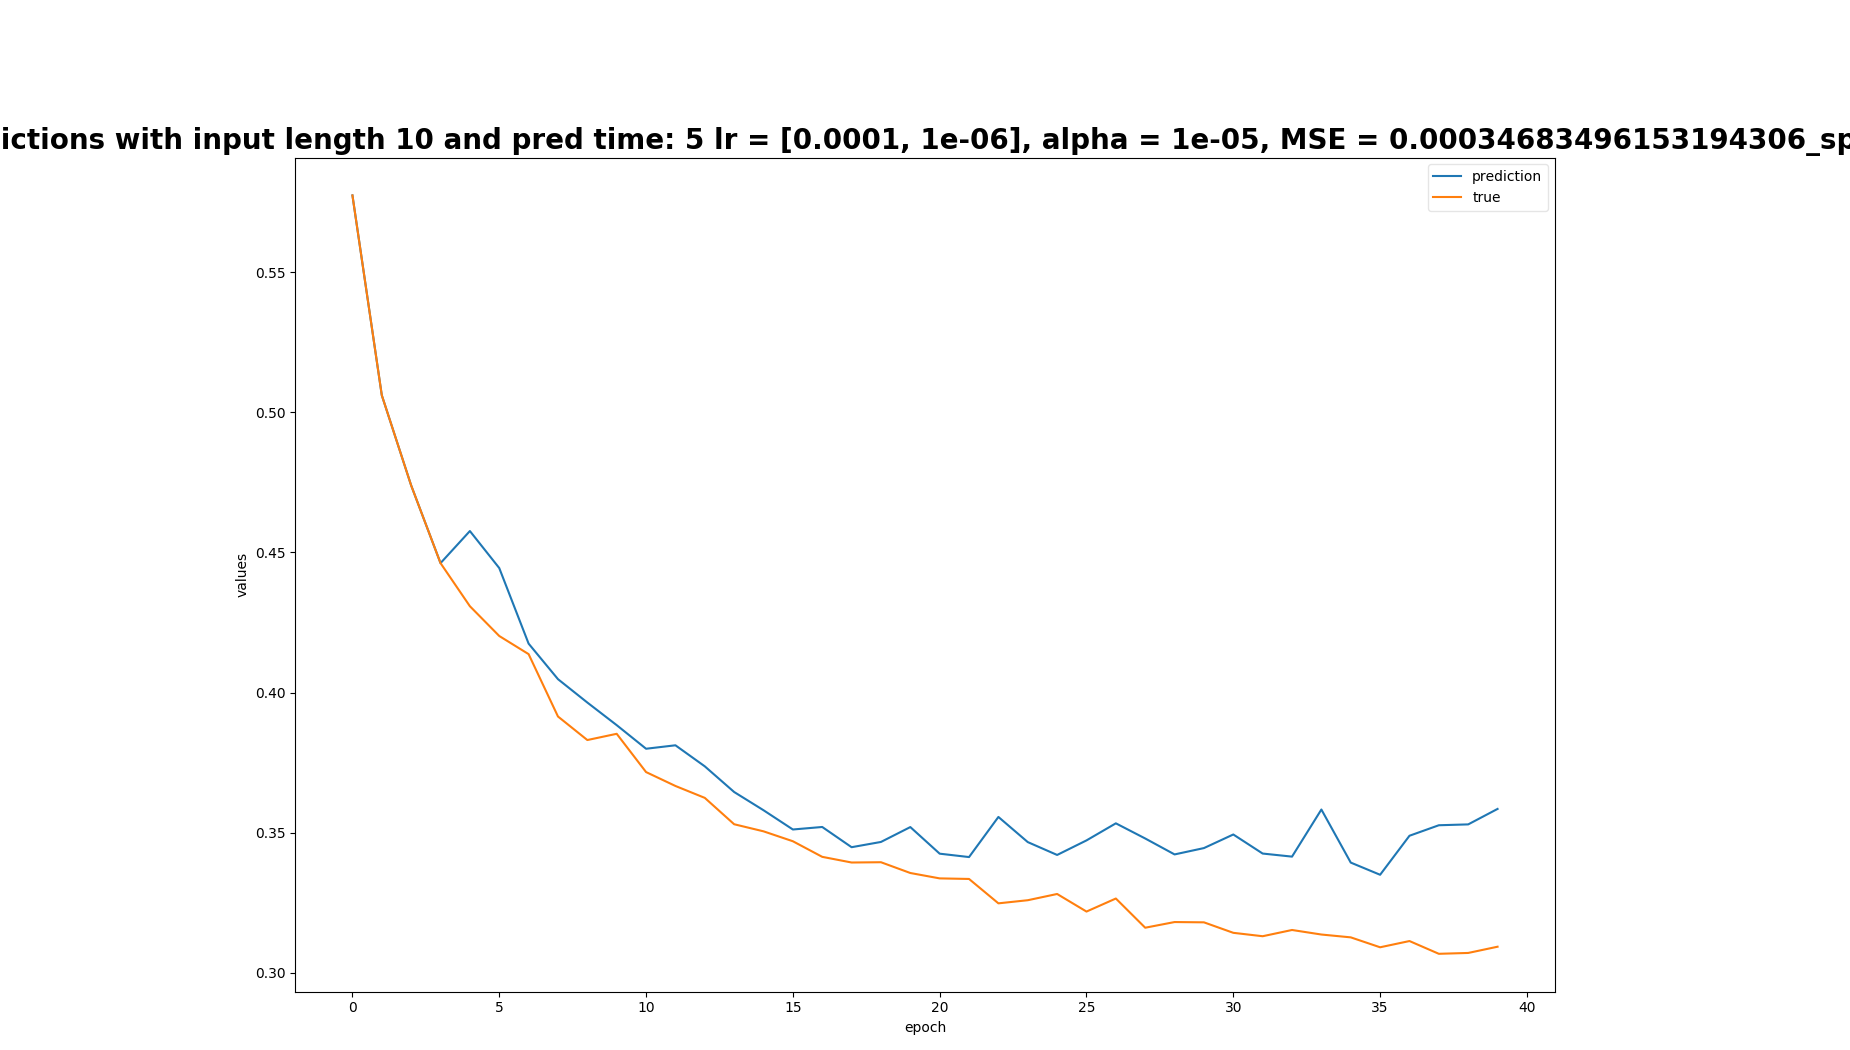 ictions with input length 10 and pred time: 5 lr = [0.0001, 1e-06], alpha = 1e-05, MSE = 0.00034683496153194306_sp
prediction
true
0.55
0.50
0.45
0.40
0.35
0.30
values
0 5 10 15 20 25 30 35 40
epoch